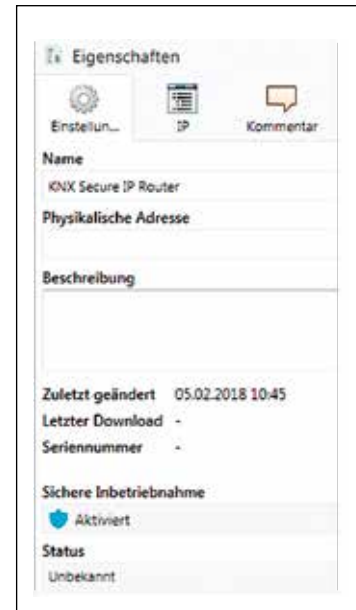 Eigenschaften
Einstellun... IP Kommentar
Name
KNX Secure IP Router
Physikalische Adresse
Beschreibung
Zuletzt geändert 05.02.2018 10:45
Letzter Download -
Seriennummer -
Sichere Inbetriebnahme
Aktiviert
Status
Unbekannt